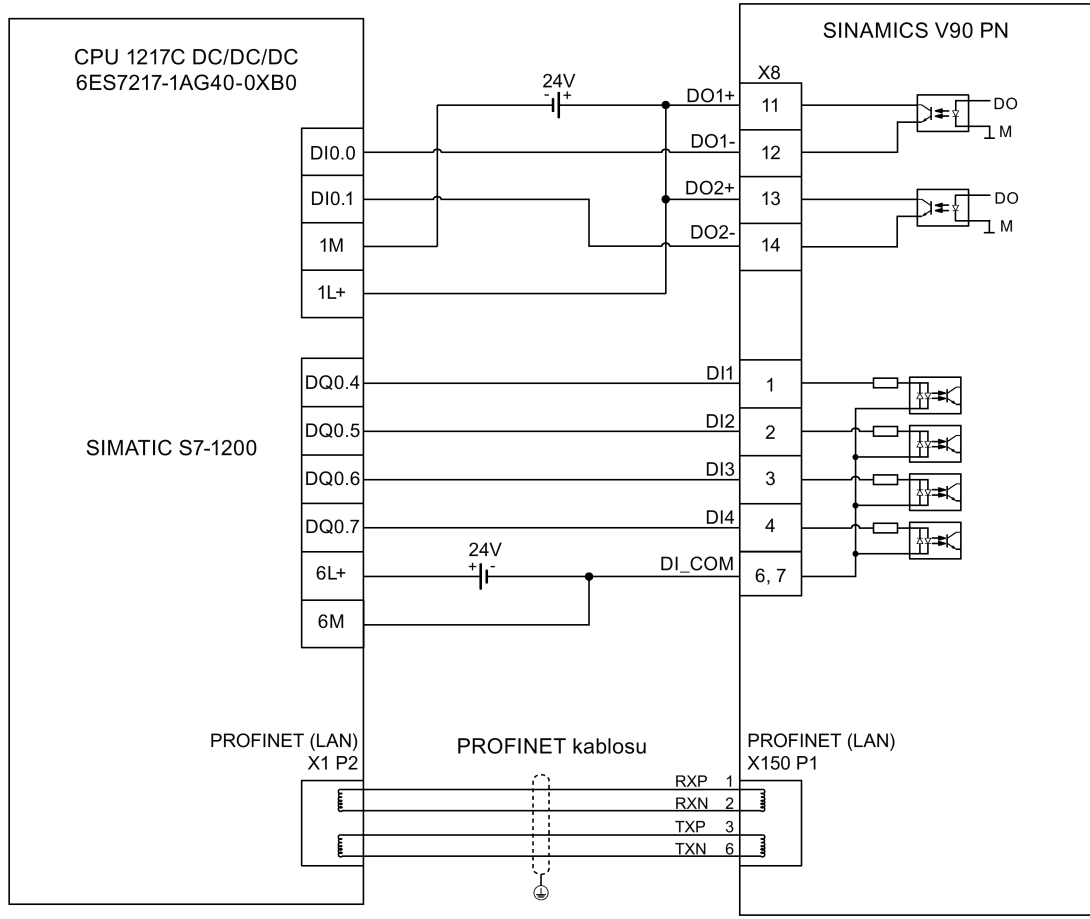 SINAMICS V90 PN
CPU 1217C DC/DC/DC
6ES7217-1AG40-0XB0
X8
24V
- +
DO1+
11
DO
M
DI0.0
DO1-
12
DI0.1
DO2+
13
DO
M
1M
DO2-
14
1L+
DQ0.4
DI1
1
DQ0.5
DI2
2
SIMATIC S7-1200
DQ0.6
DI3
3
DQ0.7
DI4
4
24V
+ -
6L+
DI_COM
6, 7
6M
PROFINET (LAN)
X1 P2
PROFINET kablosu
PROFINET (LAN)
X150 P1
RXP 1
RXN 2
TXP 3
TXN 6